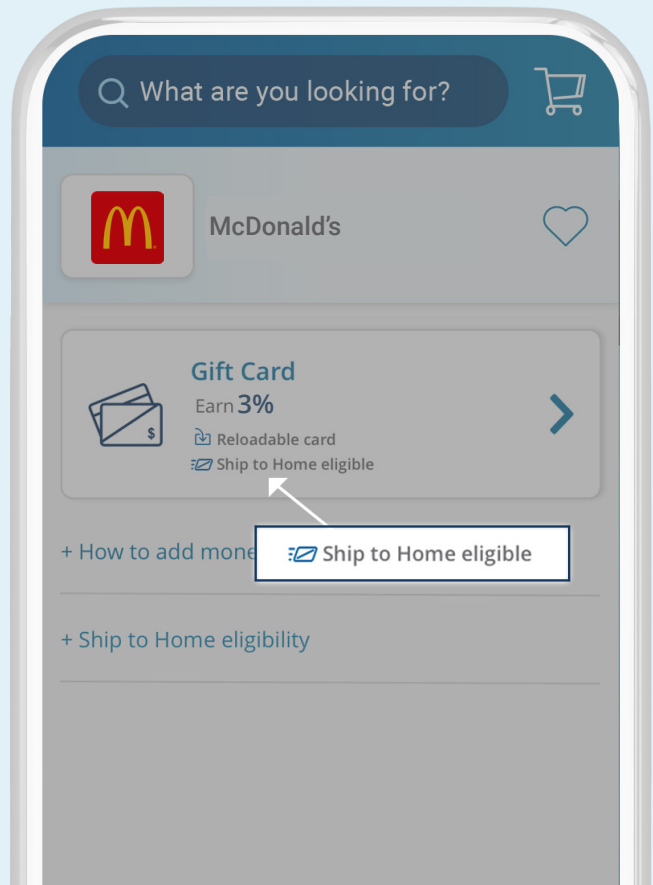 What are you looking for?
McDonald's
Gift Card
Earn 3%
$
Reloadable card
Ship to Home eligible
+ How to add mone
Ship to Home eligible
+ Ship to Home eligibility